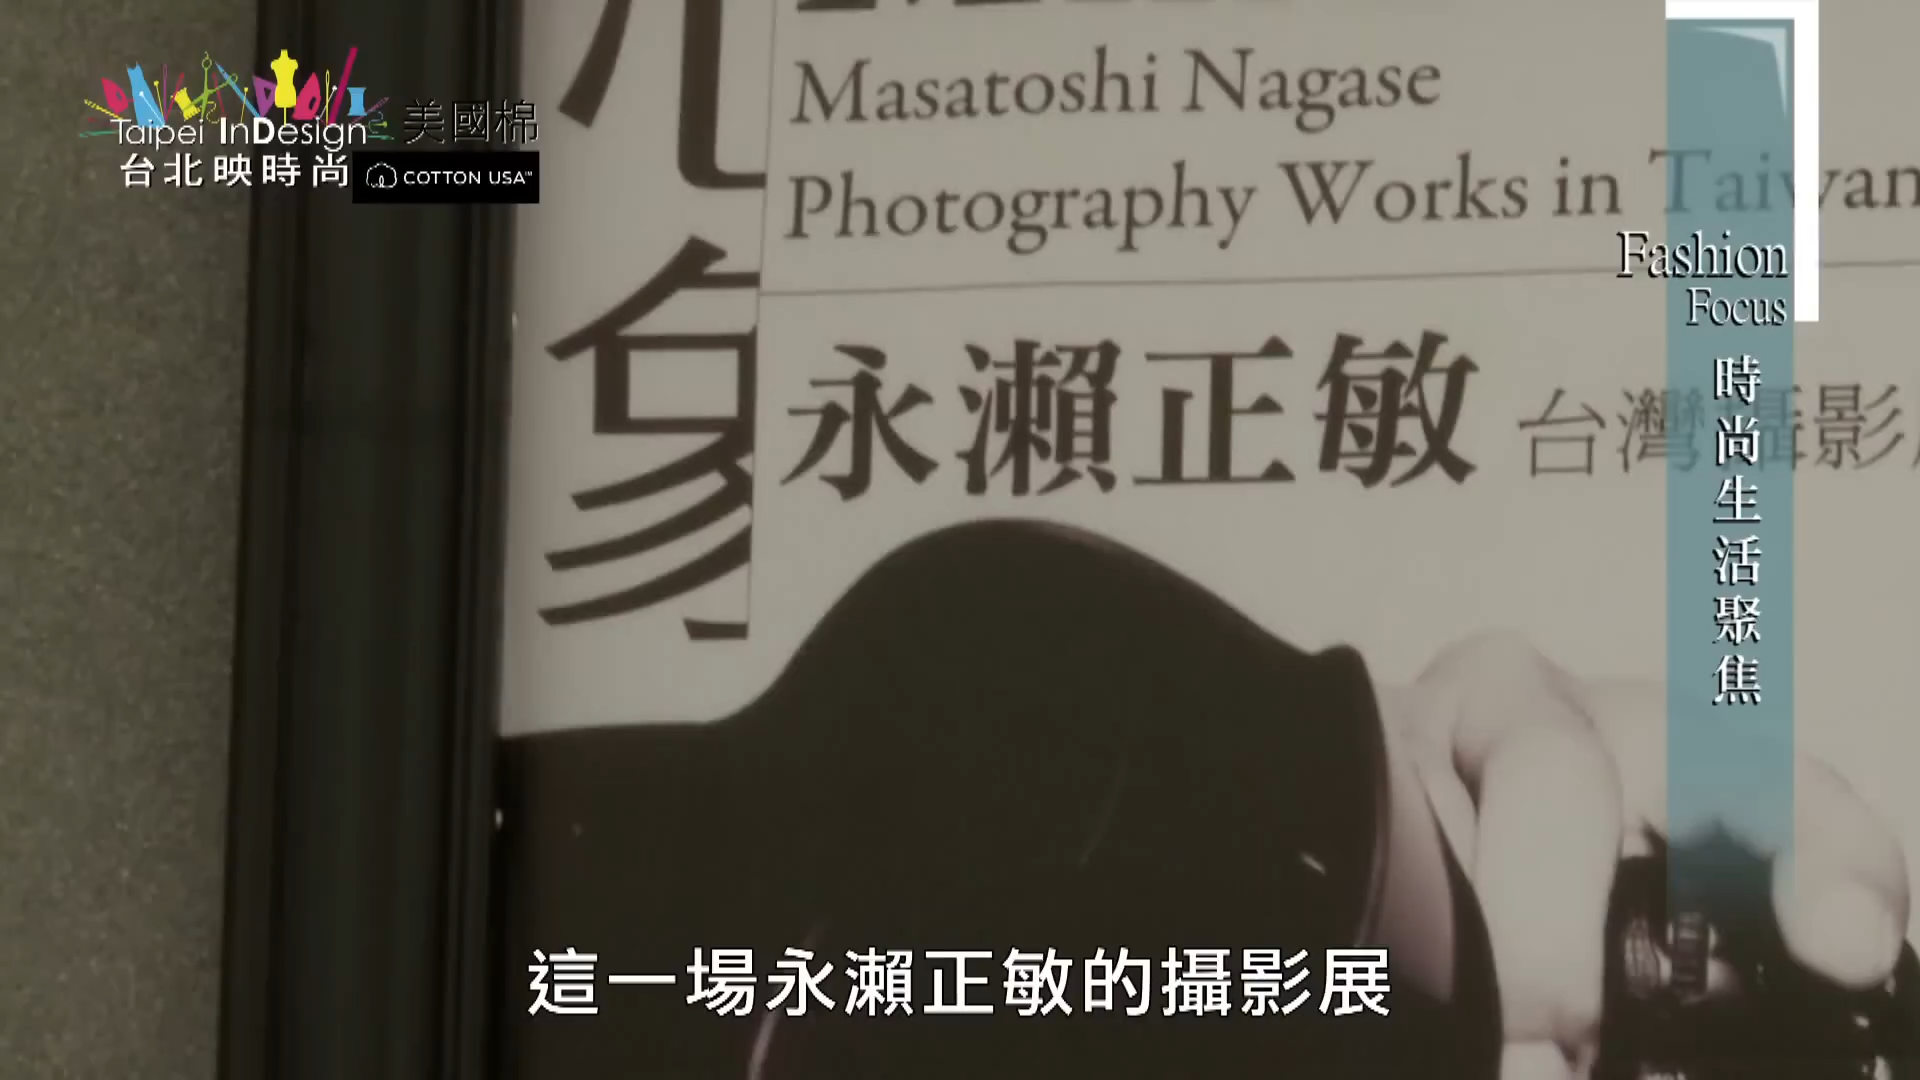 Taipei InDesign
台北映時尚
美國棉
COTTON USA™
Masatoshi Nagase
Photography Works in Taiwan
永瀨正敏 台灣攝影
象
Fashion
Focus
時尚生活聚焦
這一場永瀨正敏的攝影展